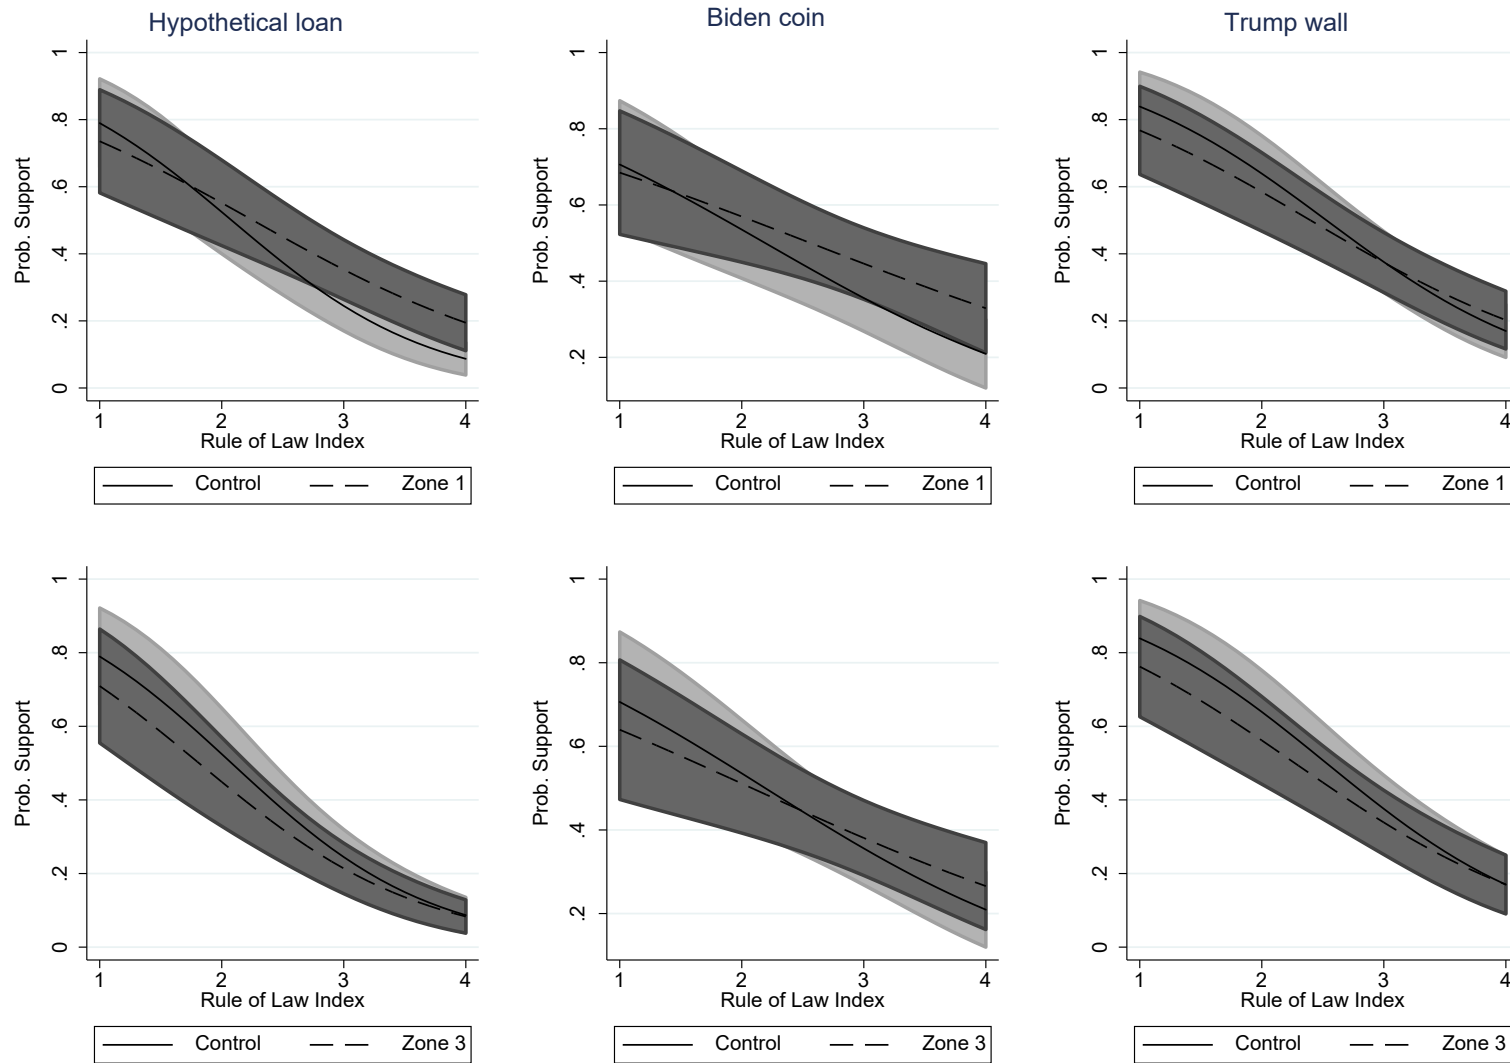 Hypothetical loan
Prob. Support
1
.8
.6
.4
.2
0
1 2 3 4
Rule of Law Index
Control Zone 1
Biden coin
Prob. Support
1
.8
.6
.4
.2
1 2 3 4
Rule of Law Index
Control Zone 1
Trump wall
Prob. Support
1
.8
.6
.4
.2
0
1 2 3 4
Rule of Law Index
Control Zone 1
Prob. Support
1
.8
.6
.4
.2
0
1 2 3 4
Rule of Law Index
Control Zone 3
Prob. Support
1
.8
.6
.4
.2
1 2 3 4
Rule of Law Index
Control Zone 3
Prob. Support
1
.8
.6
.4
.2
0
1 2 3 4
Rule of Law Index
Control Zone 3